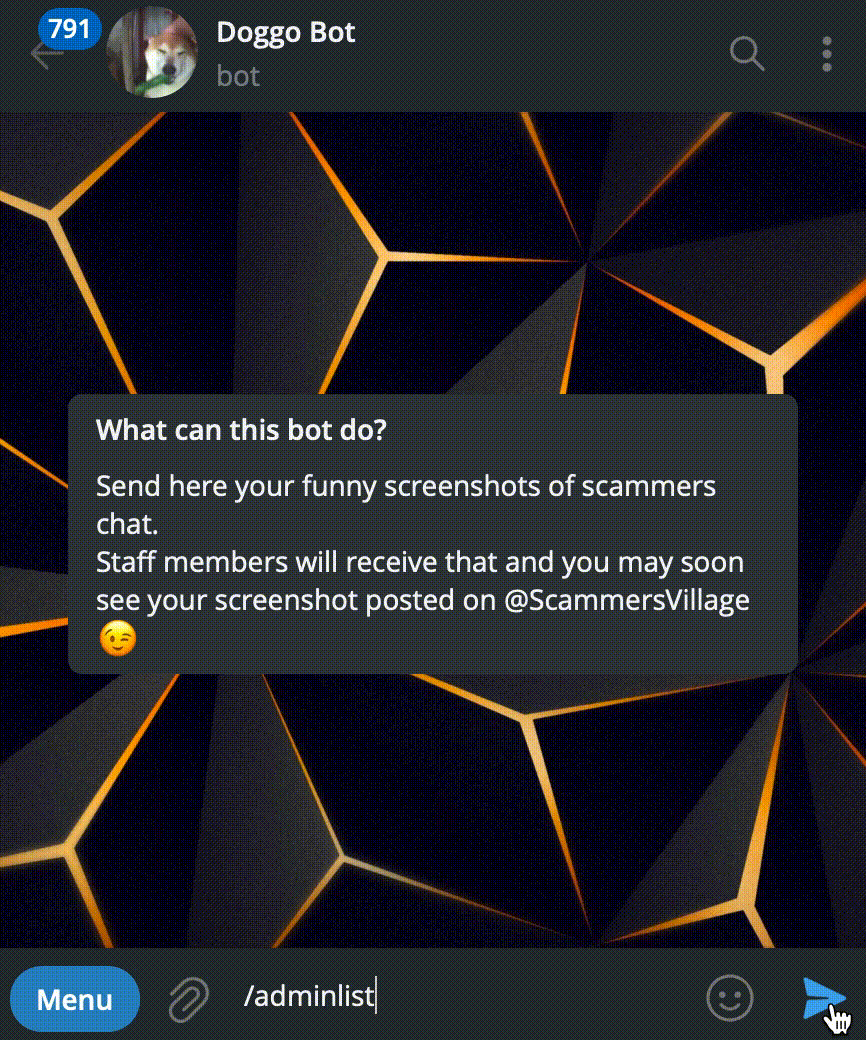 791
Doggo Bot
bot
What can this bot do?
Send here your funny screenshots of scammers
chat.
Staff members will receive that and you may soon
see your screenshot posted on @ScammersVillage
😉
Menu
/adminlist